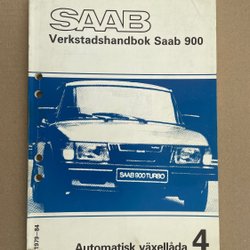 SAAB
Verkstadshandbok Saab 900
SAAB 900 TURBO
1979-84
Automatisk växellåda 4